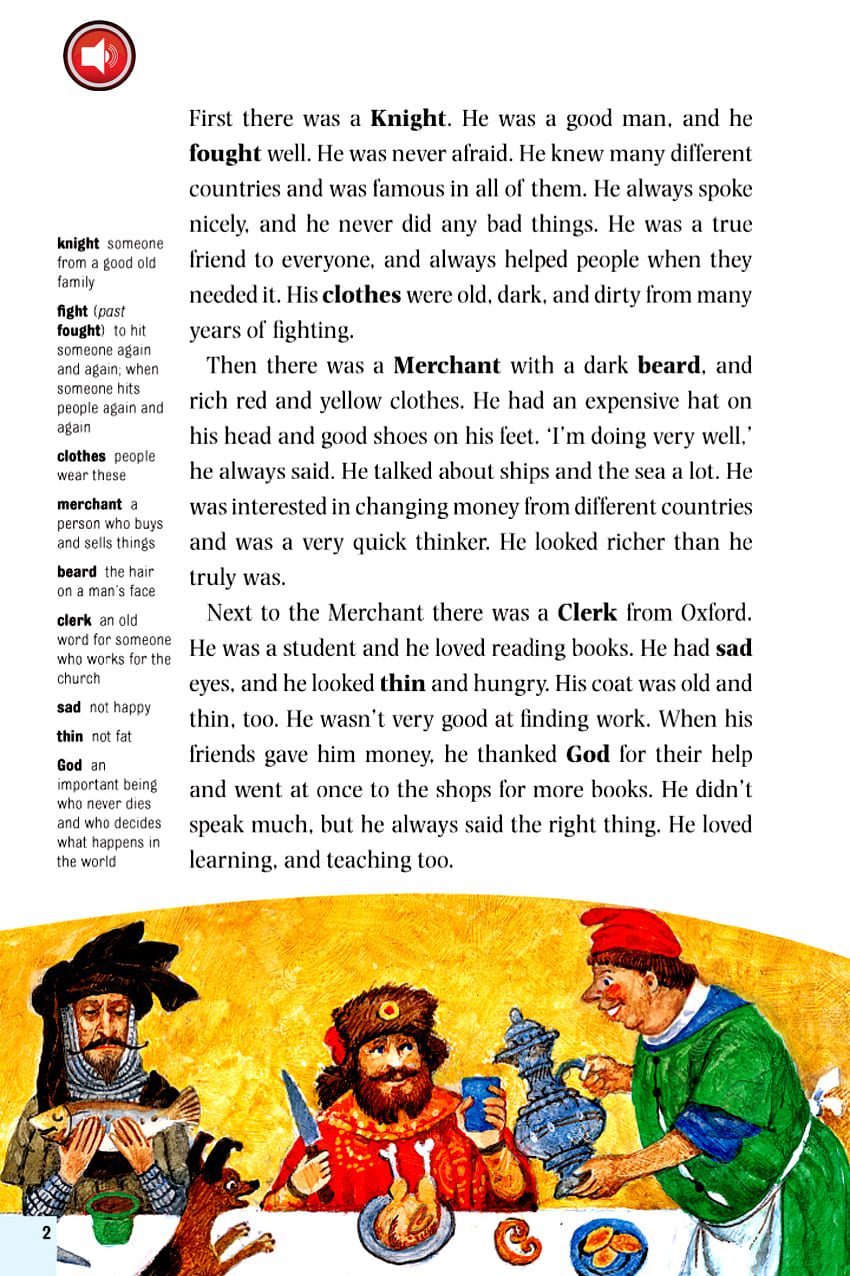 First there was a Knight. He was a good man, and he
fought well. He was never afraid. He knew many different
countries and was famous in all of them. He always spoke
nicely, and he never did any bad things. He was a true
friend to everyone, and always helped people when they
needed it. His clothes were old, dark, and dirty from many
years of fighting.
Then there was a Merchant with a dark beard, and
rich red and yellow clothes. He had an expensive hat on
his head and good shoes on his feet. ‘I’m doing very well,’
he always said. He talked about ships and the sea a lot. He
was interested in changing money from different countries
and was a very quick thinker. He looked richer than he
truly was.
Next to the Merchant there was a Clerk from Oxford.
He was a student and he loved reading books. He had sad
eyes, and he looked thin and hungry. His coat was old and
thin, too. He wasn’t very good at finding work. When his
friends gave him money, he thanked God for their help
and went at once to the shops for more books. He didn’t
speak much, but he always said the right thing. He loved
learning, and teaching too.
knight someone
from a good old
family
fight (past
fought) to hit
someone again
and again; when
someone hits
people again and
again
clothes people
wear these
merchant a
person who buys
and sells things
beard the hair
on a man’s face
clerk an old
word for someone
who works for the
church
sad not happy
thin not fat
God an
important being
who never dies
and who decides
what happens in
the world
2